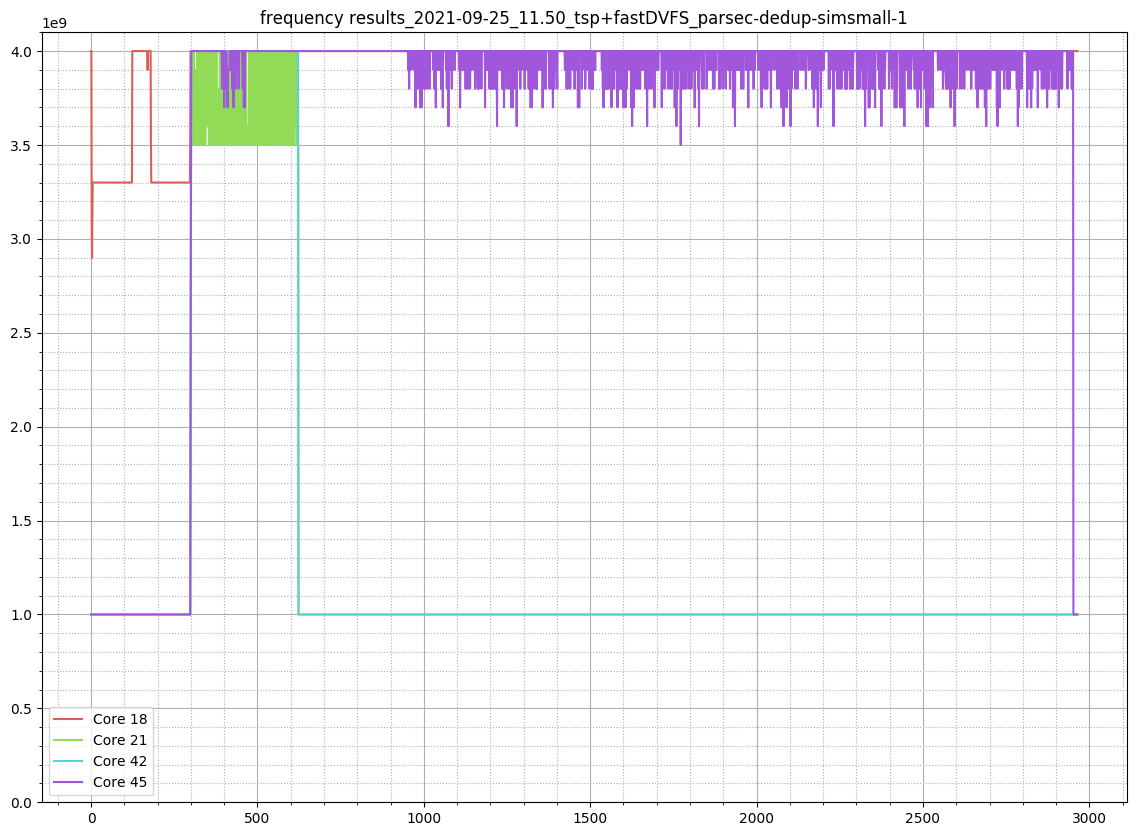 frequency results_2021-09-25_11.50_tsp+fastDVFS_parsec-dedup-simsmall-1
1e9
4.0
3.5
3.0
2.5
2.0
1.5
1.0
0.5
0.0
Core 18
Core 21
Core 42
Core 45
0 500 1000 1500 2000 2500 3000